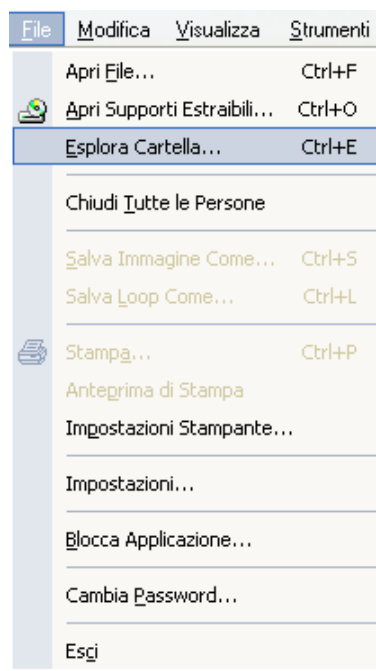 File Modifica Visualizza Strumenti
Apri File... Ctrl+F
Apri Supporti Estraibili... Ctrl+O
Esplora Cartella... Ctrl+E
Chiudi Tutte le Persone
Salva Immagine Come... Ctrl+S
Salva Loop Come... Ctrl+L
Stampa... Ctrl+P
Anteprima di Stampa
Impostazioni Stampante...
Impostazioni...
Blocca Applicazione...
Cambia Password...
Esci